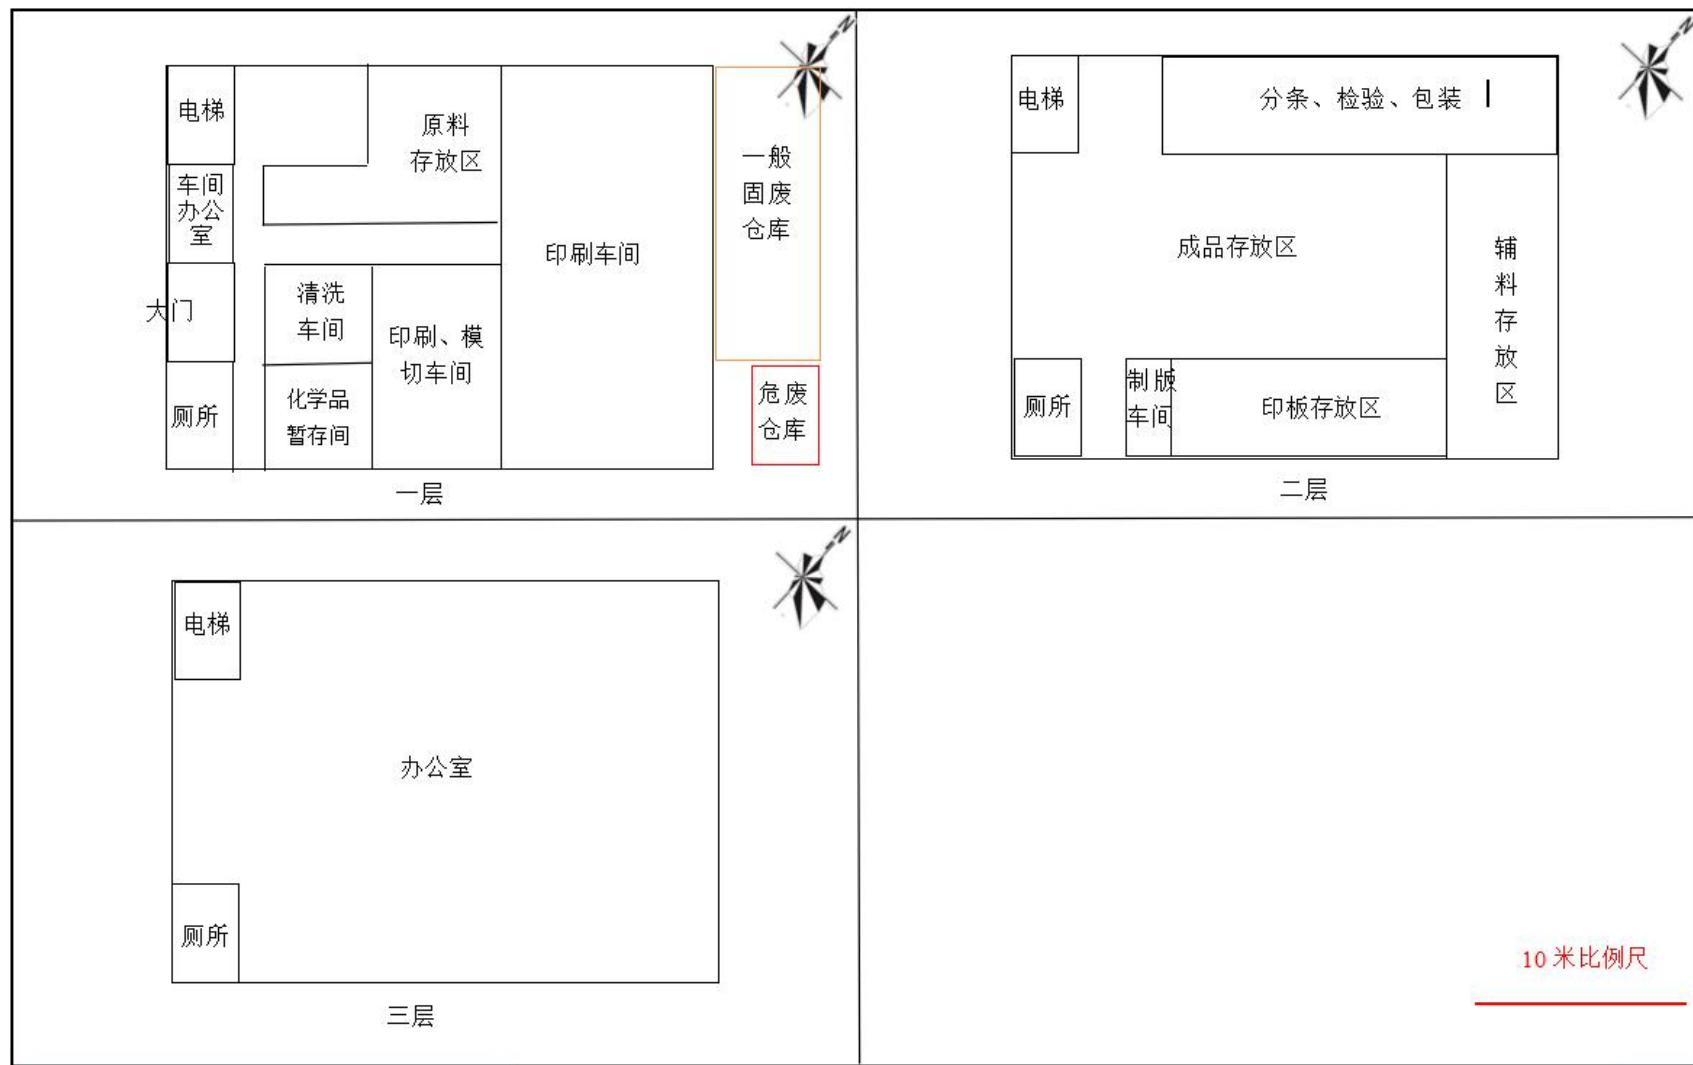 N
电梯
原料
存放区
一般
固废
仓库
车间
办公
室
印刷车间
大门
清洗
车间
印刷、模
切车间
厕所
化学品
暂存间
危废
仓库
一层
N
电梯
分条、检验、包装
成品存放区
辅
料
存
放
区
厕所
制版
车间
印板存放区
二层
N
电梯
办公室
厕所
三层
10 米比例尺